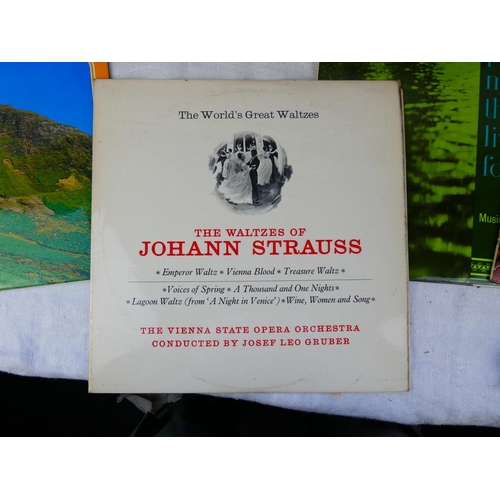 The World's Great Waltzes
THE WALTZES OF
JOHANN STRAUSS
* Emperor Waltz * Vienna Blood * Treasure Waltz *
* Voices of Spring * A Thousand and One Nights *
* Lagoon Waltz (from 'A Night in Venice') * Wine, Women and Song *
THE VIENNA STATE OPERA ORCHESTRA
CONDUCTED BY JOSEF LEO GRUBER